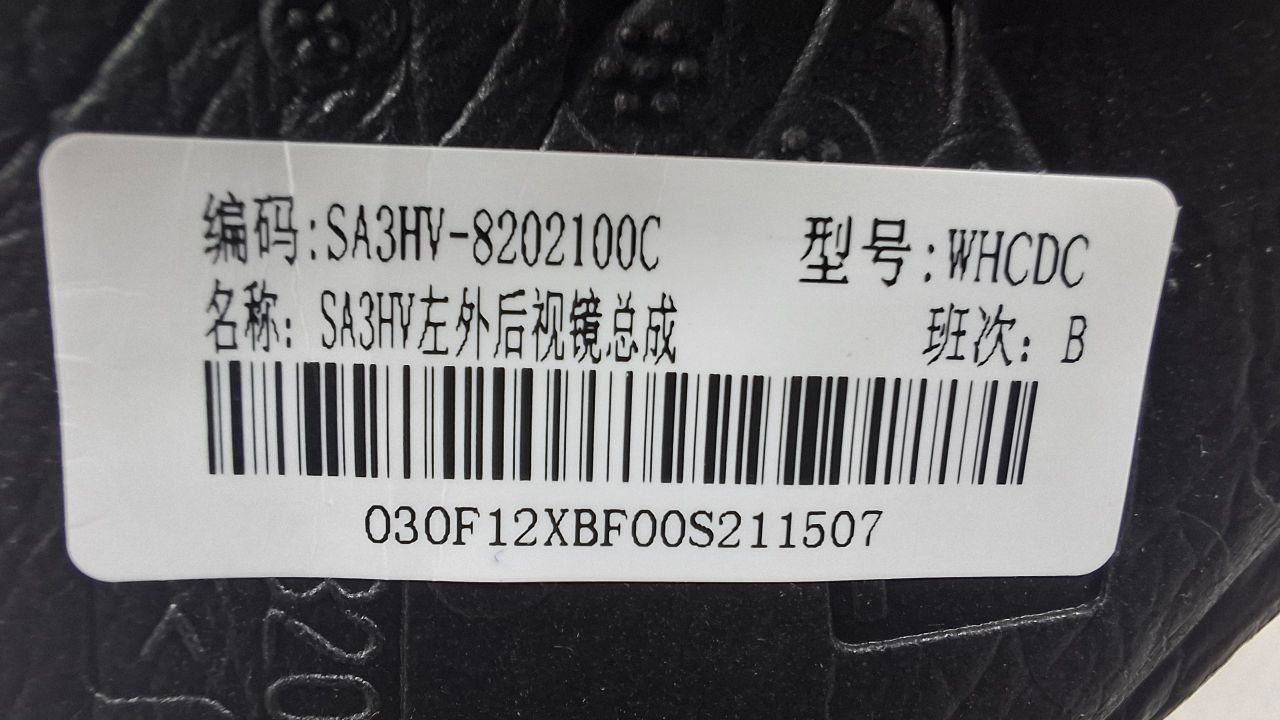 编码:SA3HV-8202100C 型号:WHCDC
名称: SA3HV左外后视镜总成 班次: B
030F12XBF00S211507